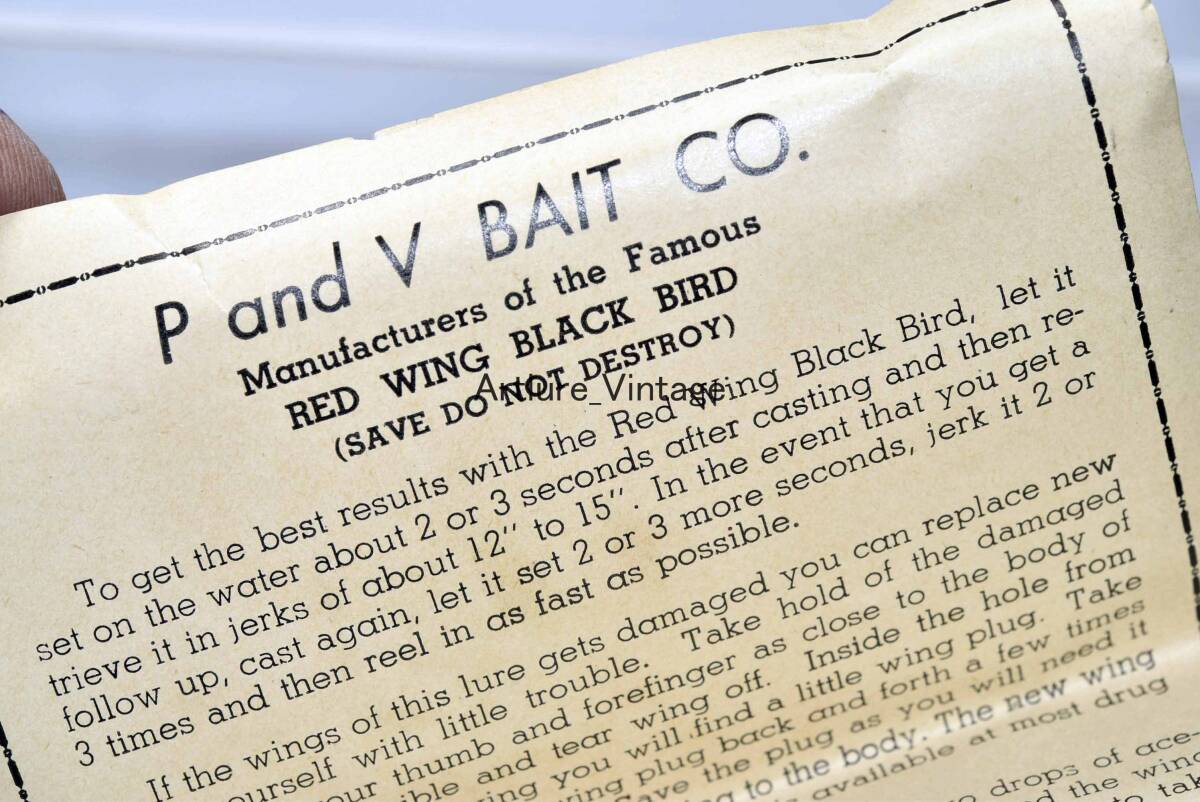 P and V BAIT CO.
Manufacturers of the Famous
RED WING BLACK BIRD
(SAVE DO NOT DESTROY)
Artlure_Vintage
To get the best results with the Red Wing Black Bird, let it
set on the water about 2 or 3 seconds after casting and then re-
trieve it in jerks of about 12″ to 15″. In the event that you get a
follow up, cast again, let it set 2 or 3 more seconds, jerk it 2 or
3 times and then reel in as fast as possible.
If the wings of this lure gets damaged you can replace new
with little trouble. Take hold of the damaged
thumb and forefinger as close to the body of
and tear wing off. Inside the hole from
you will find a little wing plug. Take
plug back and forth a few times
the plug as you will need it
to the body. The new wing
available at most drug
drops of ace-
the